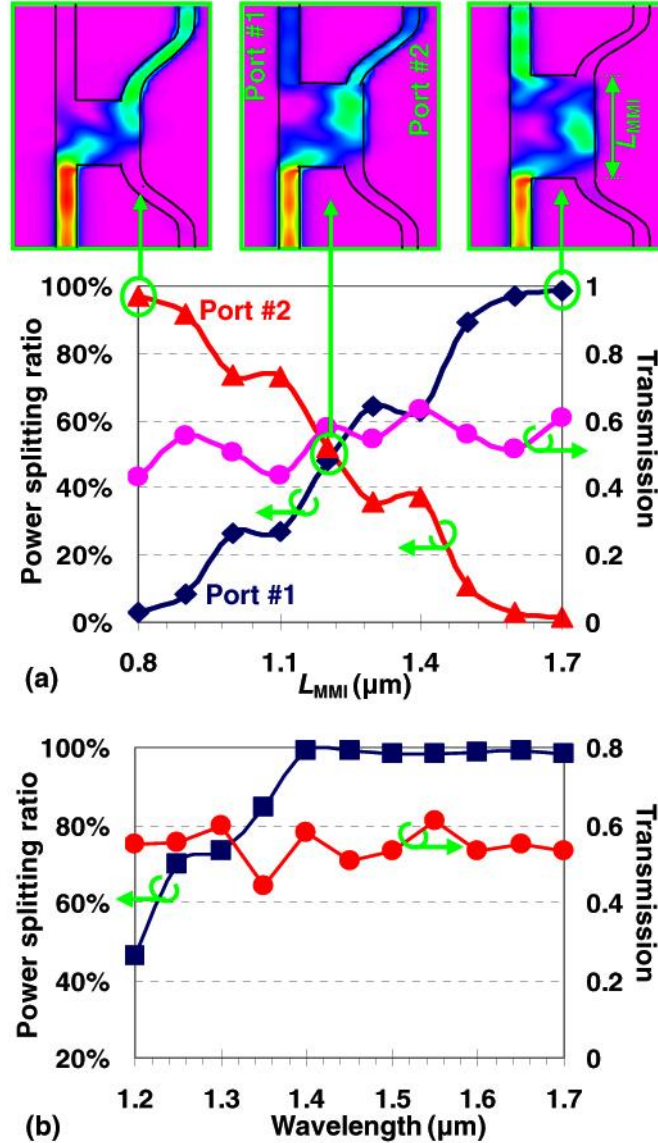 Port #1
Port #2
L_MMI
100%
80%
60%
40%
20%
0%
Power splitting ratio
Port #2
Port #1
1
0.8
0.6
0.4
0.2
0
Transmission
0.8
1.1
1.4
1.7
L_MMI (μm)
(a)
100%
80%
60%
40%
20%
Power splitting ratio
0.8
0.6
0.4
0.2
0
Transmission
1.2
1.3
1.4
1.5
1.6
1.7
Wavelength (μm)
(b)